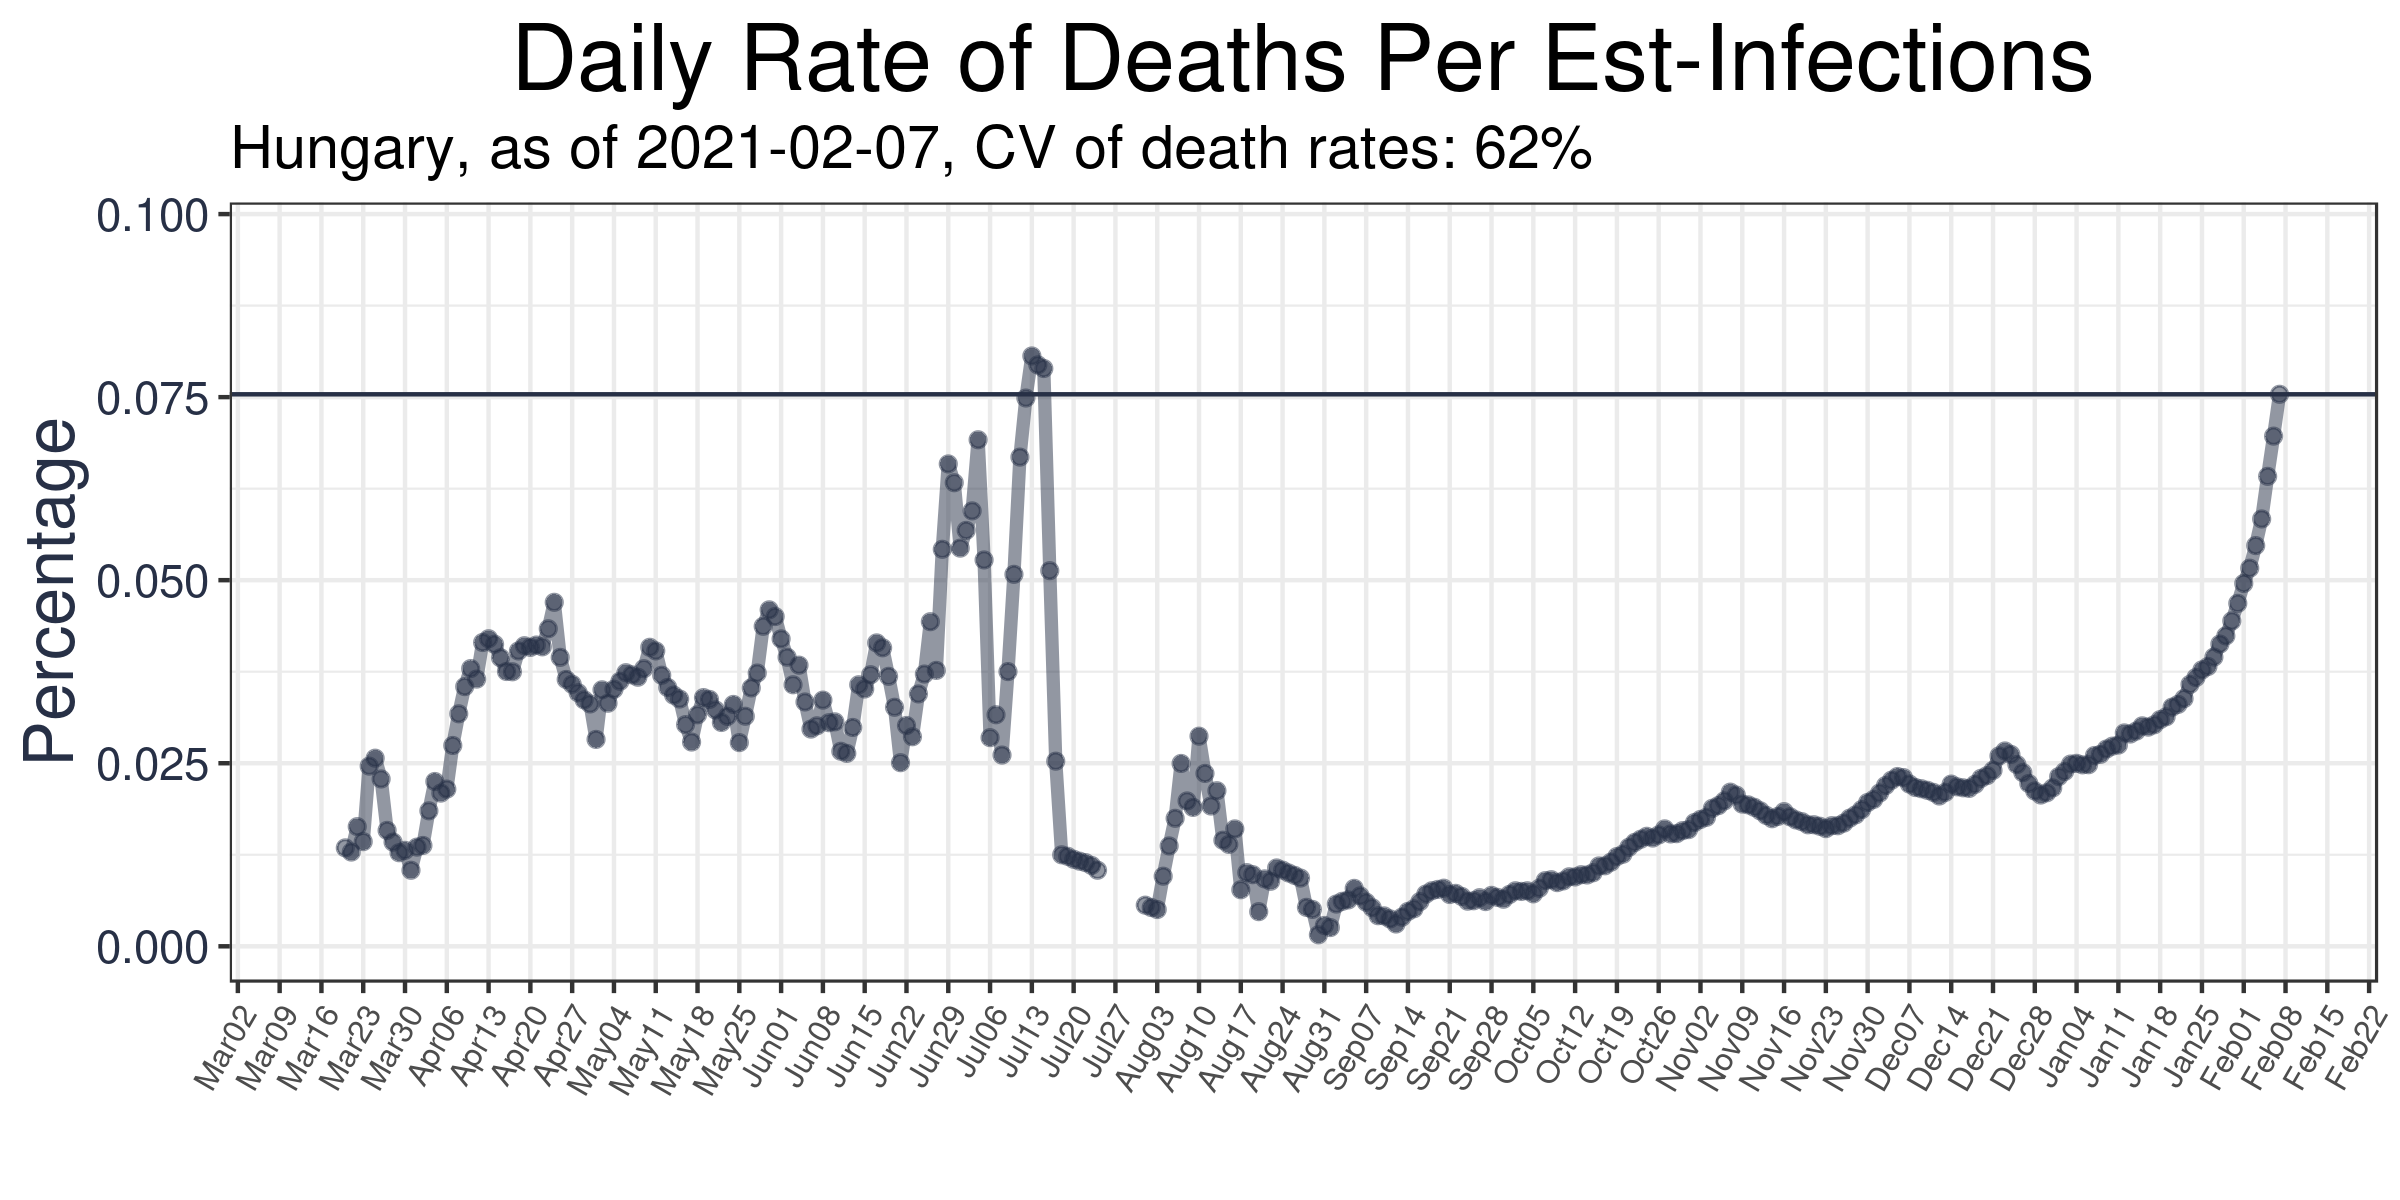 Daily Rate of Deaths Per Est-Infections
Hungary, as of 2021-02-07, CV of death rates: 62%
Percentage
0.100
0.075
0.050
0.025
0.000
Mar02
Mar09
Mar16
Mar23
Mar30
Apr06
Apr13
Apr20
Apr27
May04
May11
May18
May25
Jun01
Jun08
Jun15
Jun22
Jun29
Jul06
Jul13
Jul20
Jul27
Aug03
Aug10
Aug17
Aug24
Aug31
Sep07
Sep14
Sep21
Sep28
Oct05
Oct12
Oct19
Oct26
Nov02
Nov09
Nov16
Nov23
Nov30
Dec07
Dec14
Dec21
Dec28
Jan04
Jan11
Jan18
Jan25
Feb01
Feb08
Feb15
Feb22